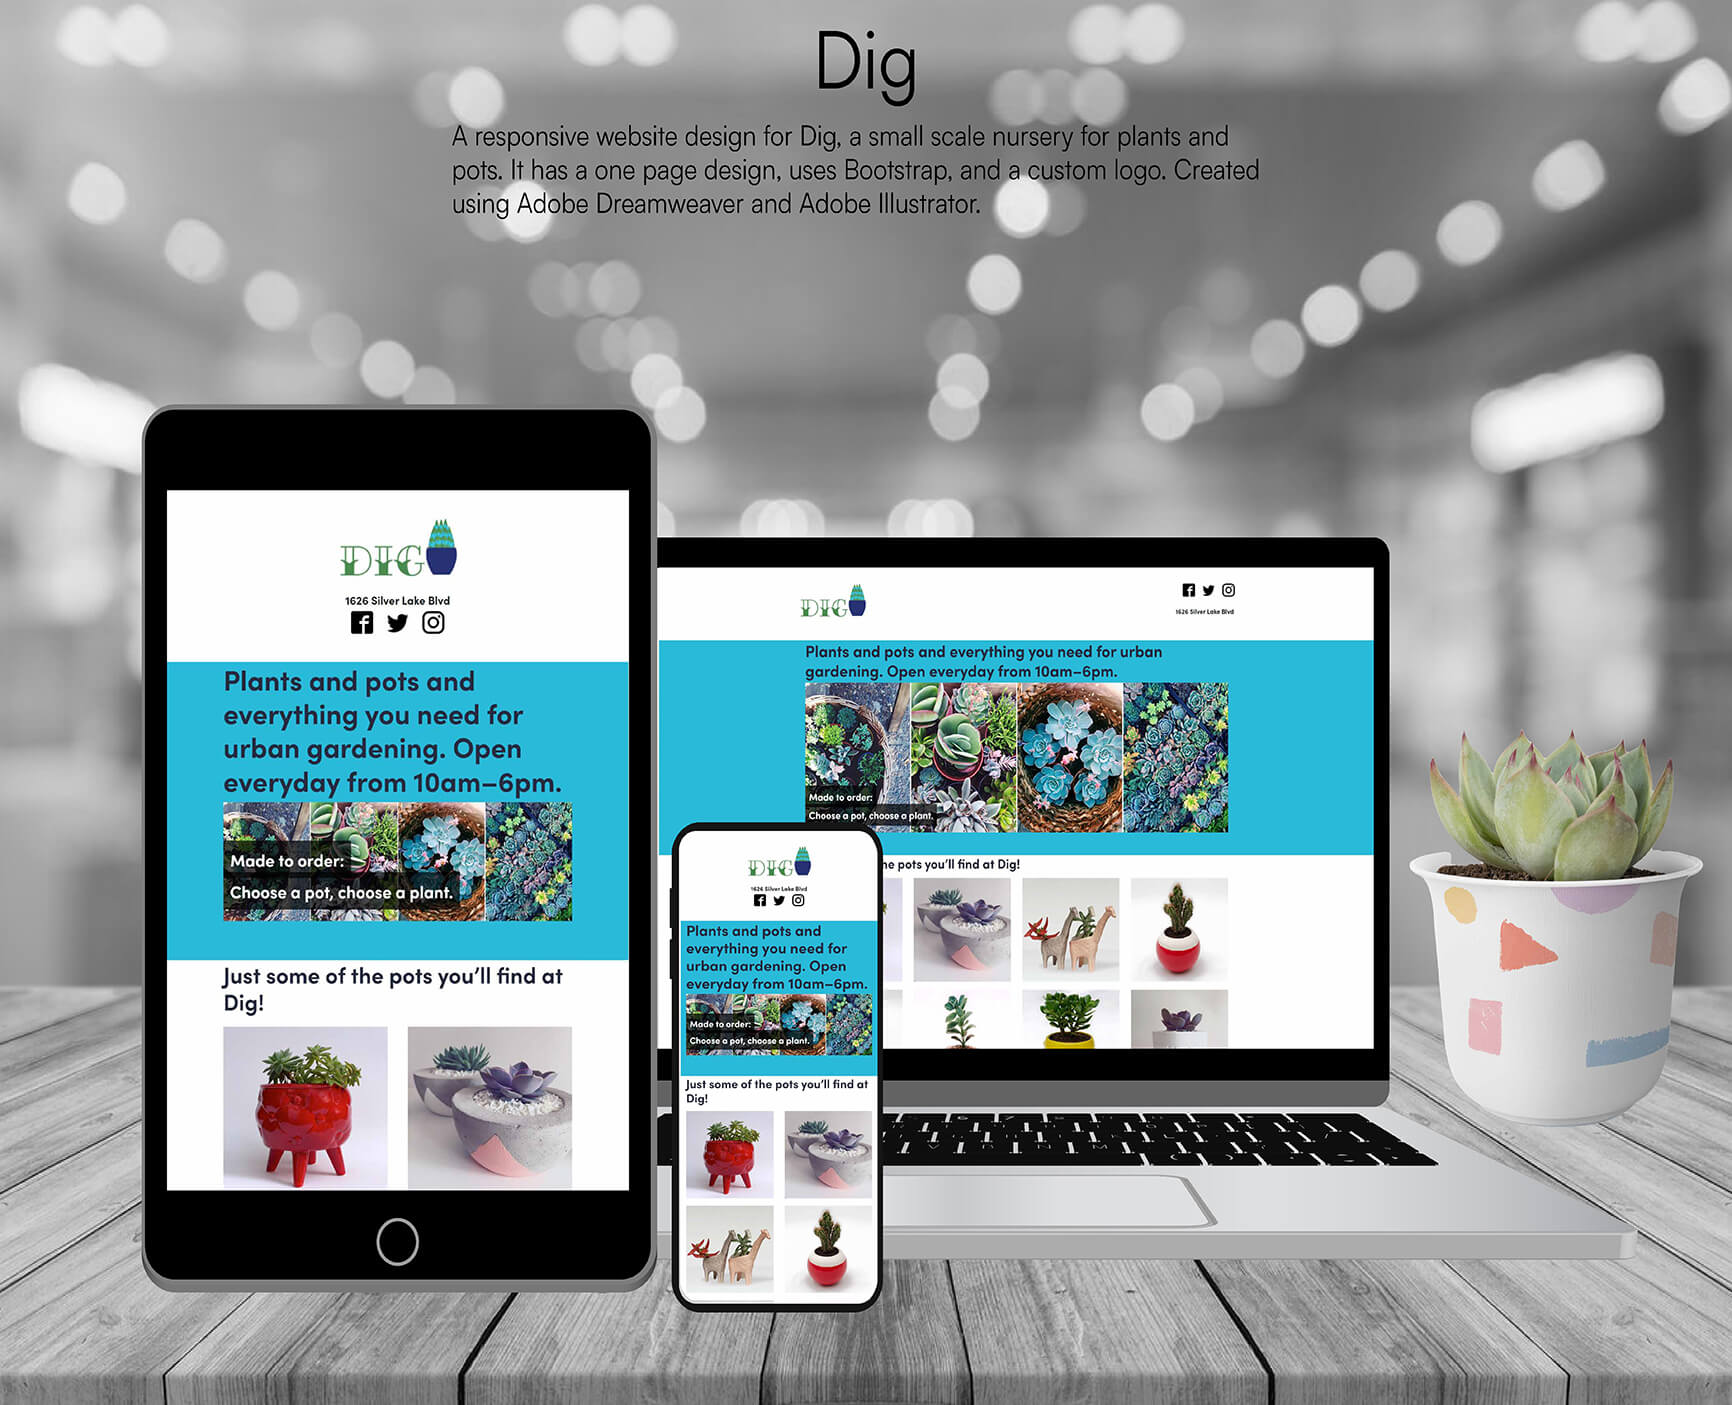 Dig
A responsive website design for Dig, a small scale nursery for plants and
pots. It has a one page design, uses Bootstrap, and a custom logo. Created
using Adobe Dreamweaver and Adobe Illustrator.
DIG
1626 Silver Lake Blvd
Plants and pots and
everything you need for
urban gardening. Open
everyday from 10am–6pm.
Made to order:
Choose a pot, choose a plant.
Just some of the pots you'll find at
Dig!
DIG
1626 Silver Lake Blvd
Plants and pots and everything you need for urban
gardening. Open everyday from 10am–6pm.
Made to order:
Choose a pot, choose a plant.
the pots you'll find at Dig!
DIG
1626 Silver Lake Blvd
Plants and pots and
everything you need for
urban gardening. Open
everyday from 10am–6pm.
Made to order:
Choose a pot, choose a plant.
Just some of the pots you'll find at
Dig!